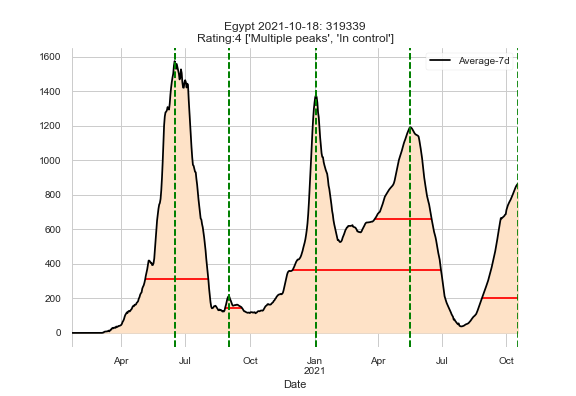 Egypt 2021-10-18: 319339
Rating:4 ['Multiple peaks', 'In control']
Average-7d
1600
1400
1200
1000
800
600
400
200
0
Apr Jul Oct Jan Apr Jul Oct
2021
Date